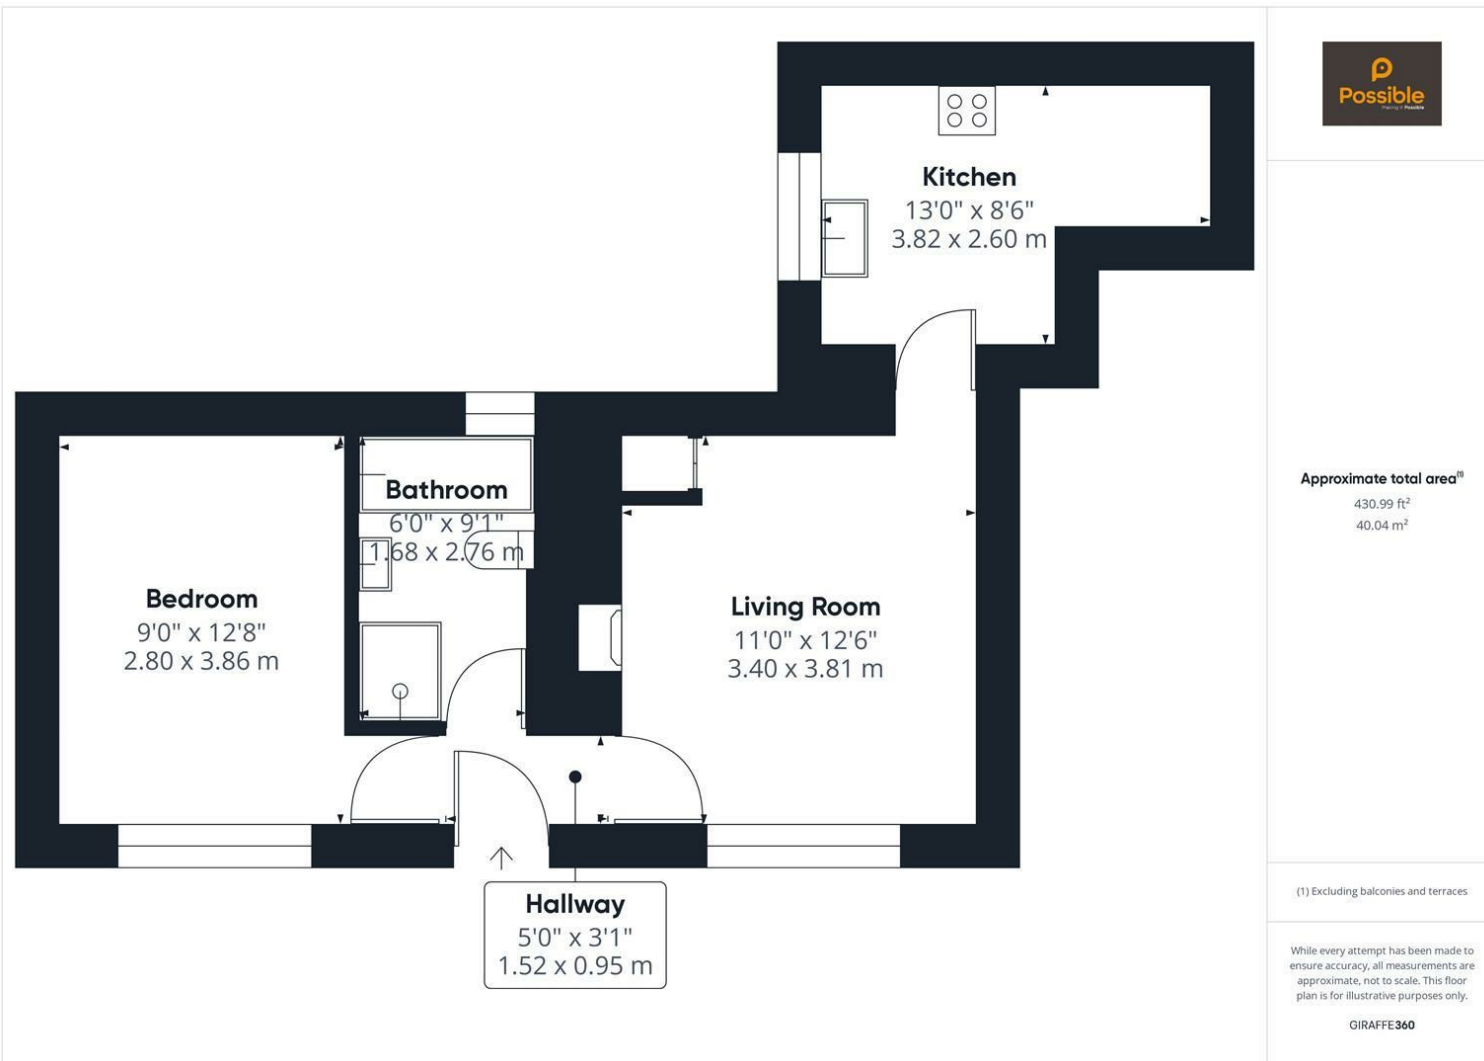 Kitchen
13'0" x 8'6"
3.82 x 2.60 m
Bathroom
6'0" x 9'1"
1.68 x 2.76 m
Bedroom
9'0" x 12'8"
2.80 x 3.86 m
Living Room
11'0" x 12'6"
3.40 x 3.81 m
Hallway
5'0" x 3'1"
1.52 x 0.95 m
Possible
Approximate total area⁽¹⁾
430.99 ft²
40.04 m²
(1) Excluding balconies and terraces
While every attempt has been made to
ensure accuracy, all measurements are
approximate, not to scale. This floor
plan is for illustrative purposes only.
GIRAFFE360